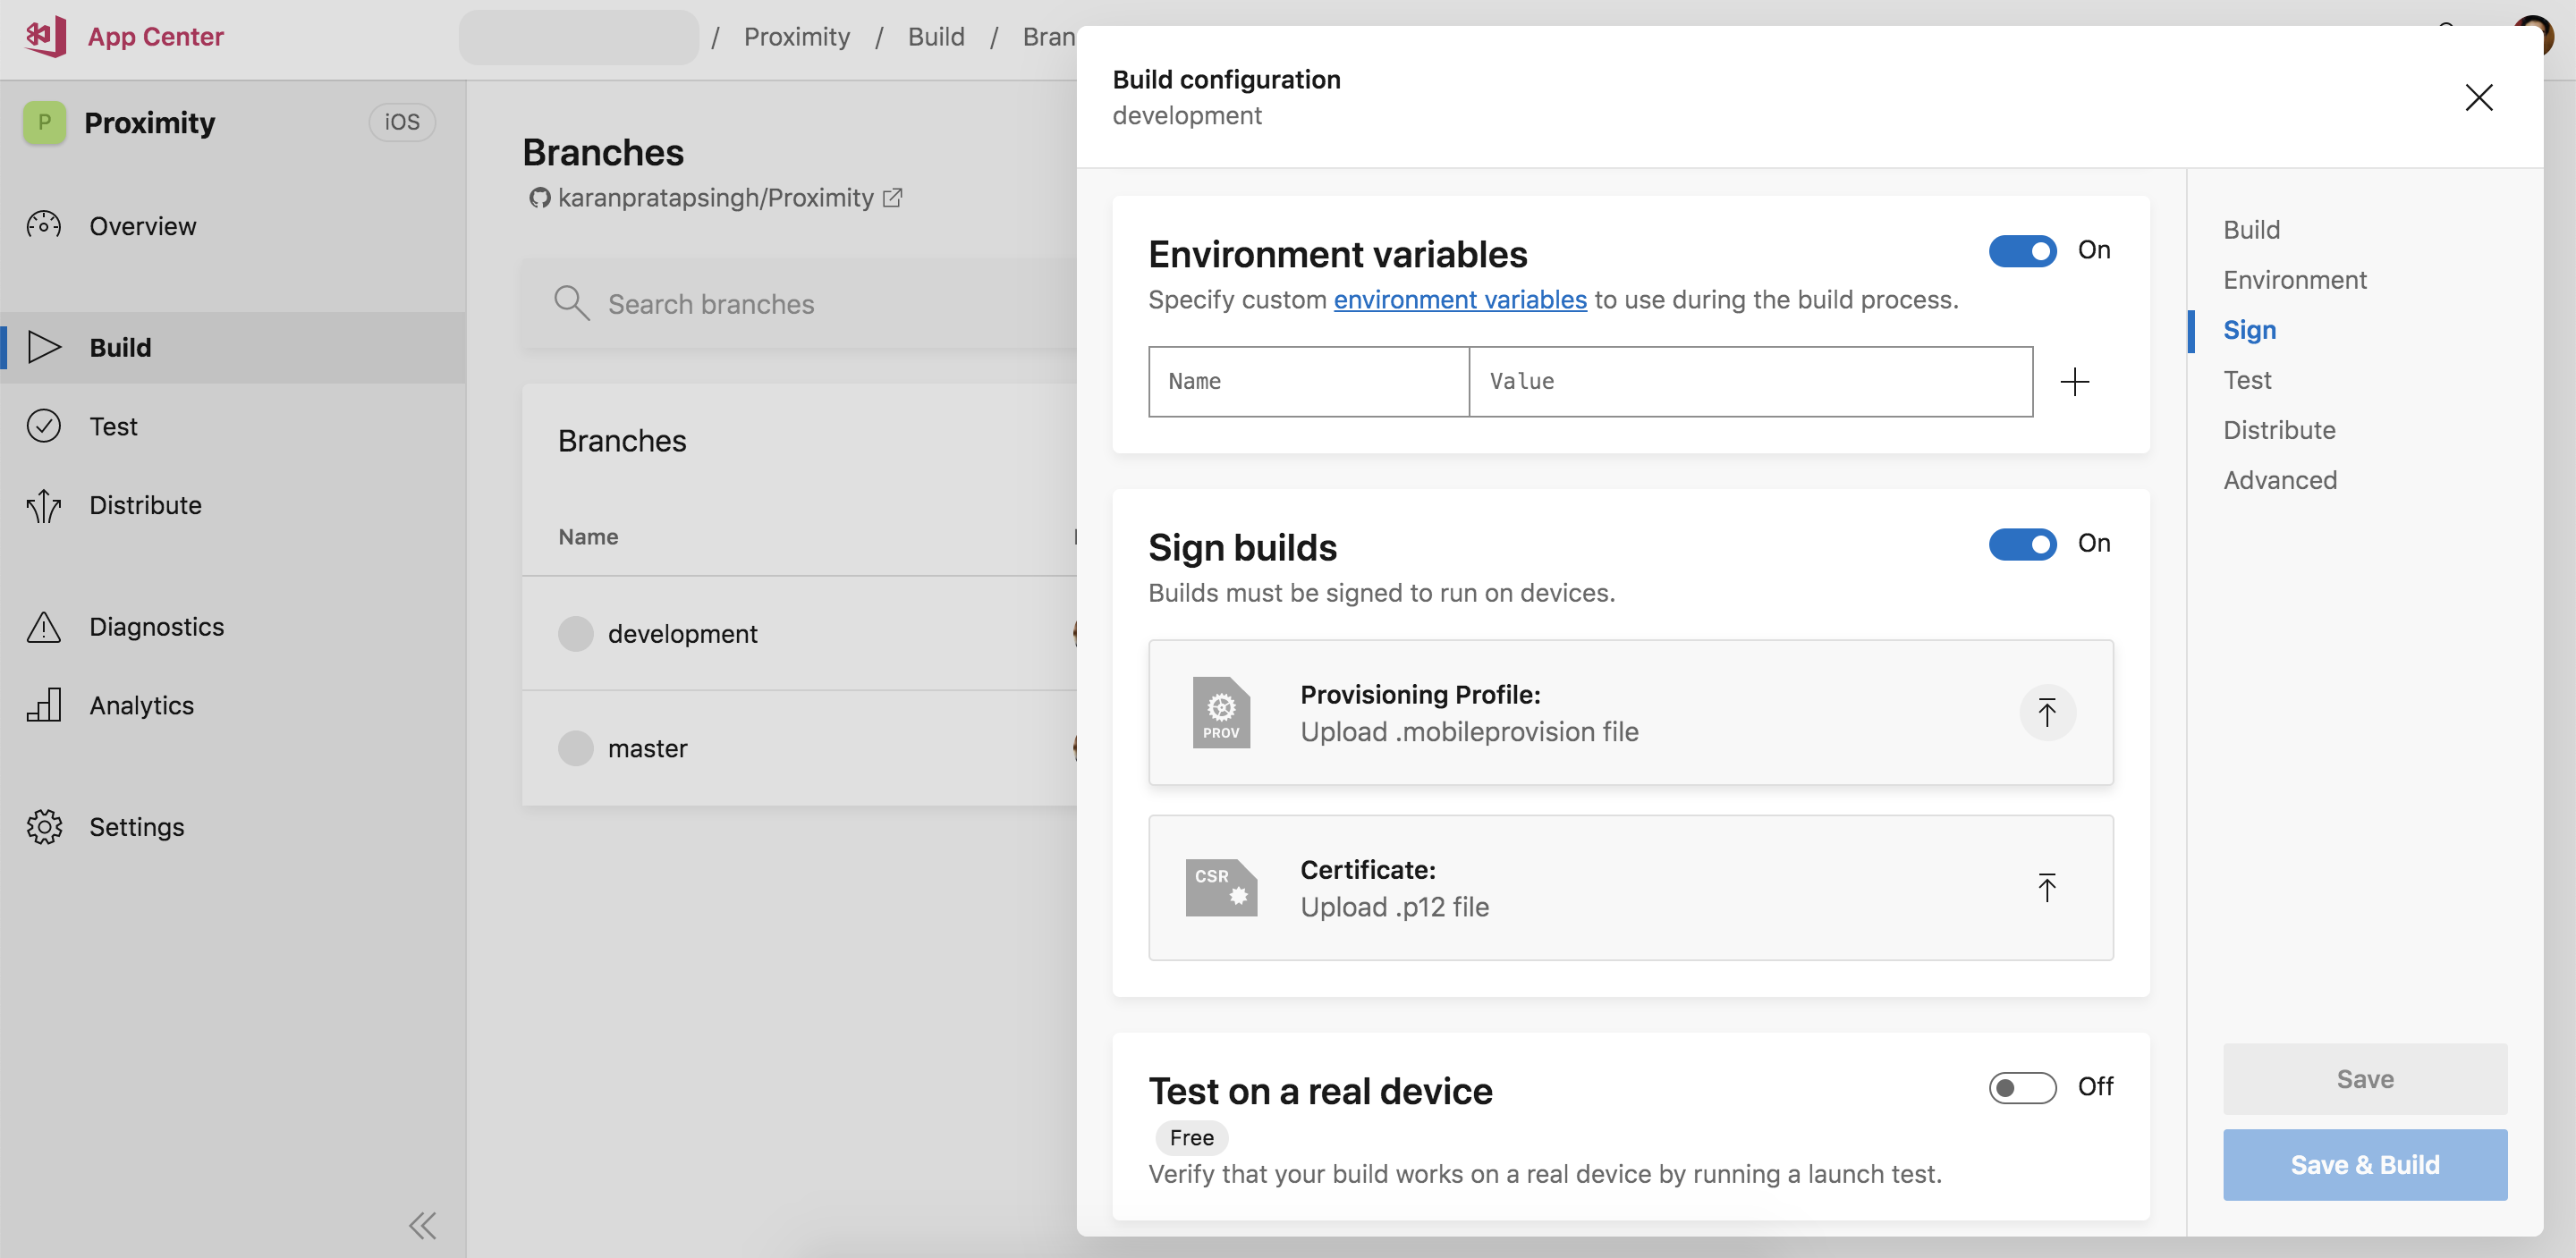 App Center
/ Proximity / Build / Bran
P Proximity iOS
Overview
Build
Test
Distribute
Diagnostics
Analytics
Settings
Branches
karanpratapsingh/Proximity
Search branches
Branches
Name
development
master
Build configuration
development
Environment variables
On
Specify custom environment variables to use during the build process.
Name Value
Sign builds
On
Builds must be signed to run on devices.
PROV
Provisioning Profile:
Upload .mobileprovision file
CSR
Certificate:
Upload .p12 file
Test on a real device
Off
Free
Verify that your build works on a real device by running a launch test.
Build
Environment
Sign
Test
Distribute
Advanced
Save
Save & Build